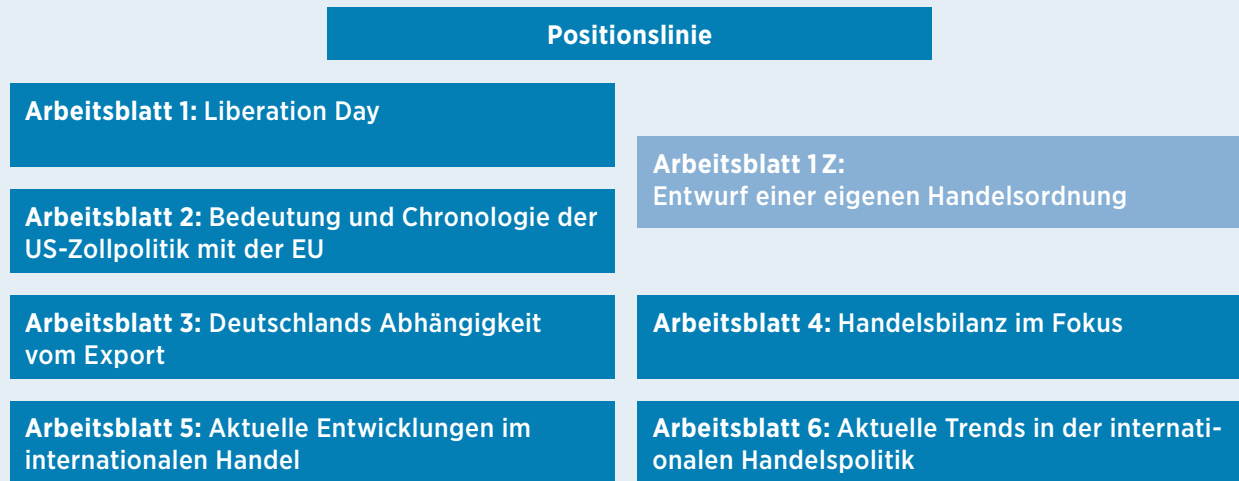 Positionslinie
Arbeitsblatt 1: Liberation Day
Arbeitsblatt 1 Z:
Entwurf einer eigenen Handelsordnung
Arbeitsblatt 2: Bedeutung und Chronologie der
US-Zollpolitik mit der EU
Arbeitsblatt 3: Deutschlands Abhängigkeit
vom Export
Arbeitsblatt 4: Handelsbilanz im Fokus
Arbeitsblatt 5: Aktuelle Entwicklungen im
internationalen Handel
Arbeitsblatt 6: Aktuelle Trends in der internati-
onalen Handelspolitik